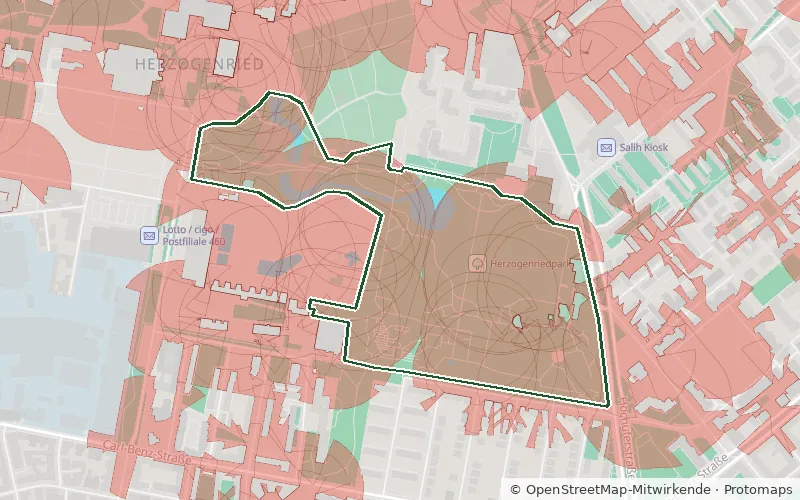 HERZOGENRIED
Salih Kiosk
Lotto / cigo
Postfiliale 460
Herzogenriedpark
Carl-Benz-Straße
Straße
© OpenStreetMap-Mitwirkende > Protomaps